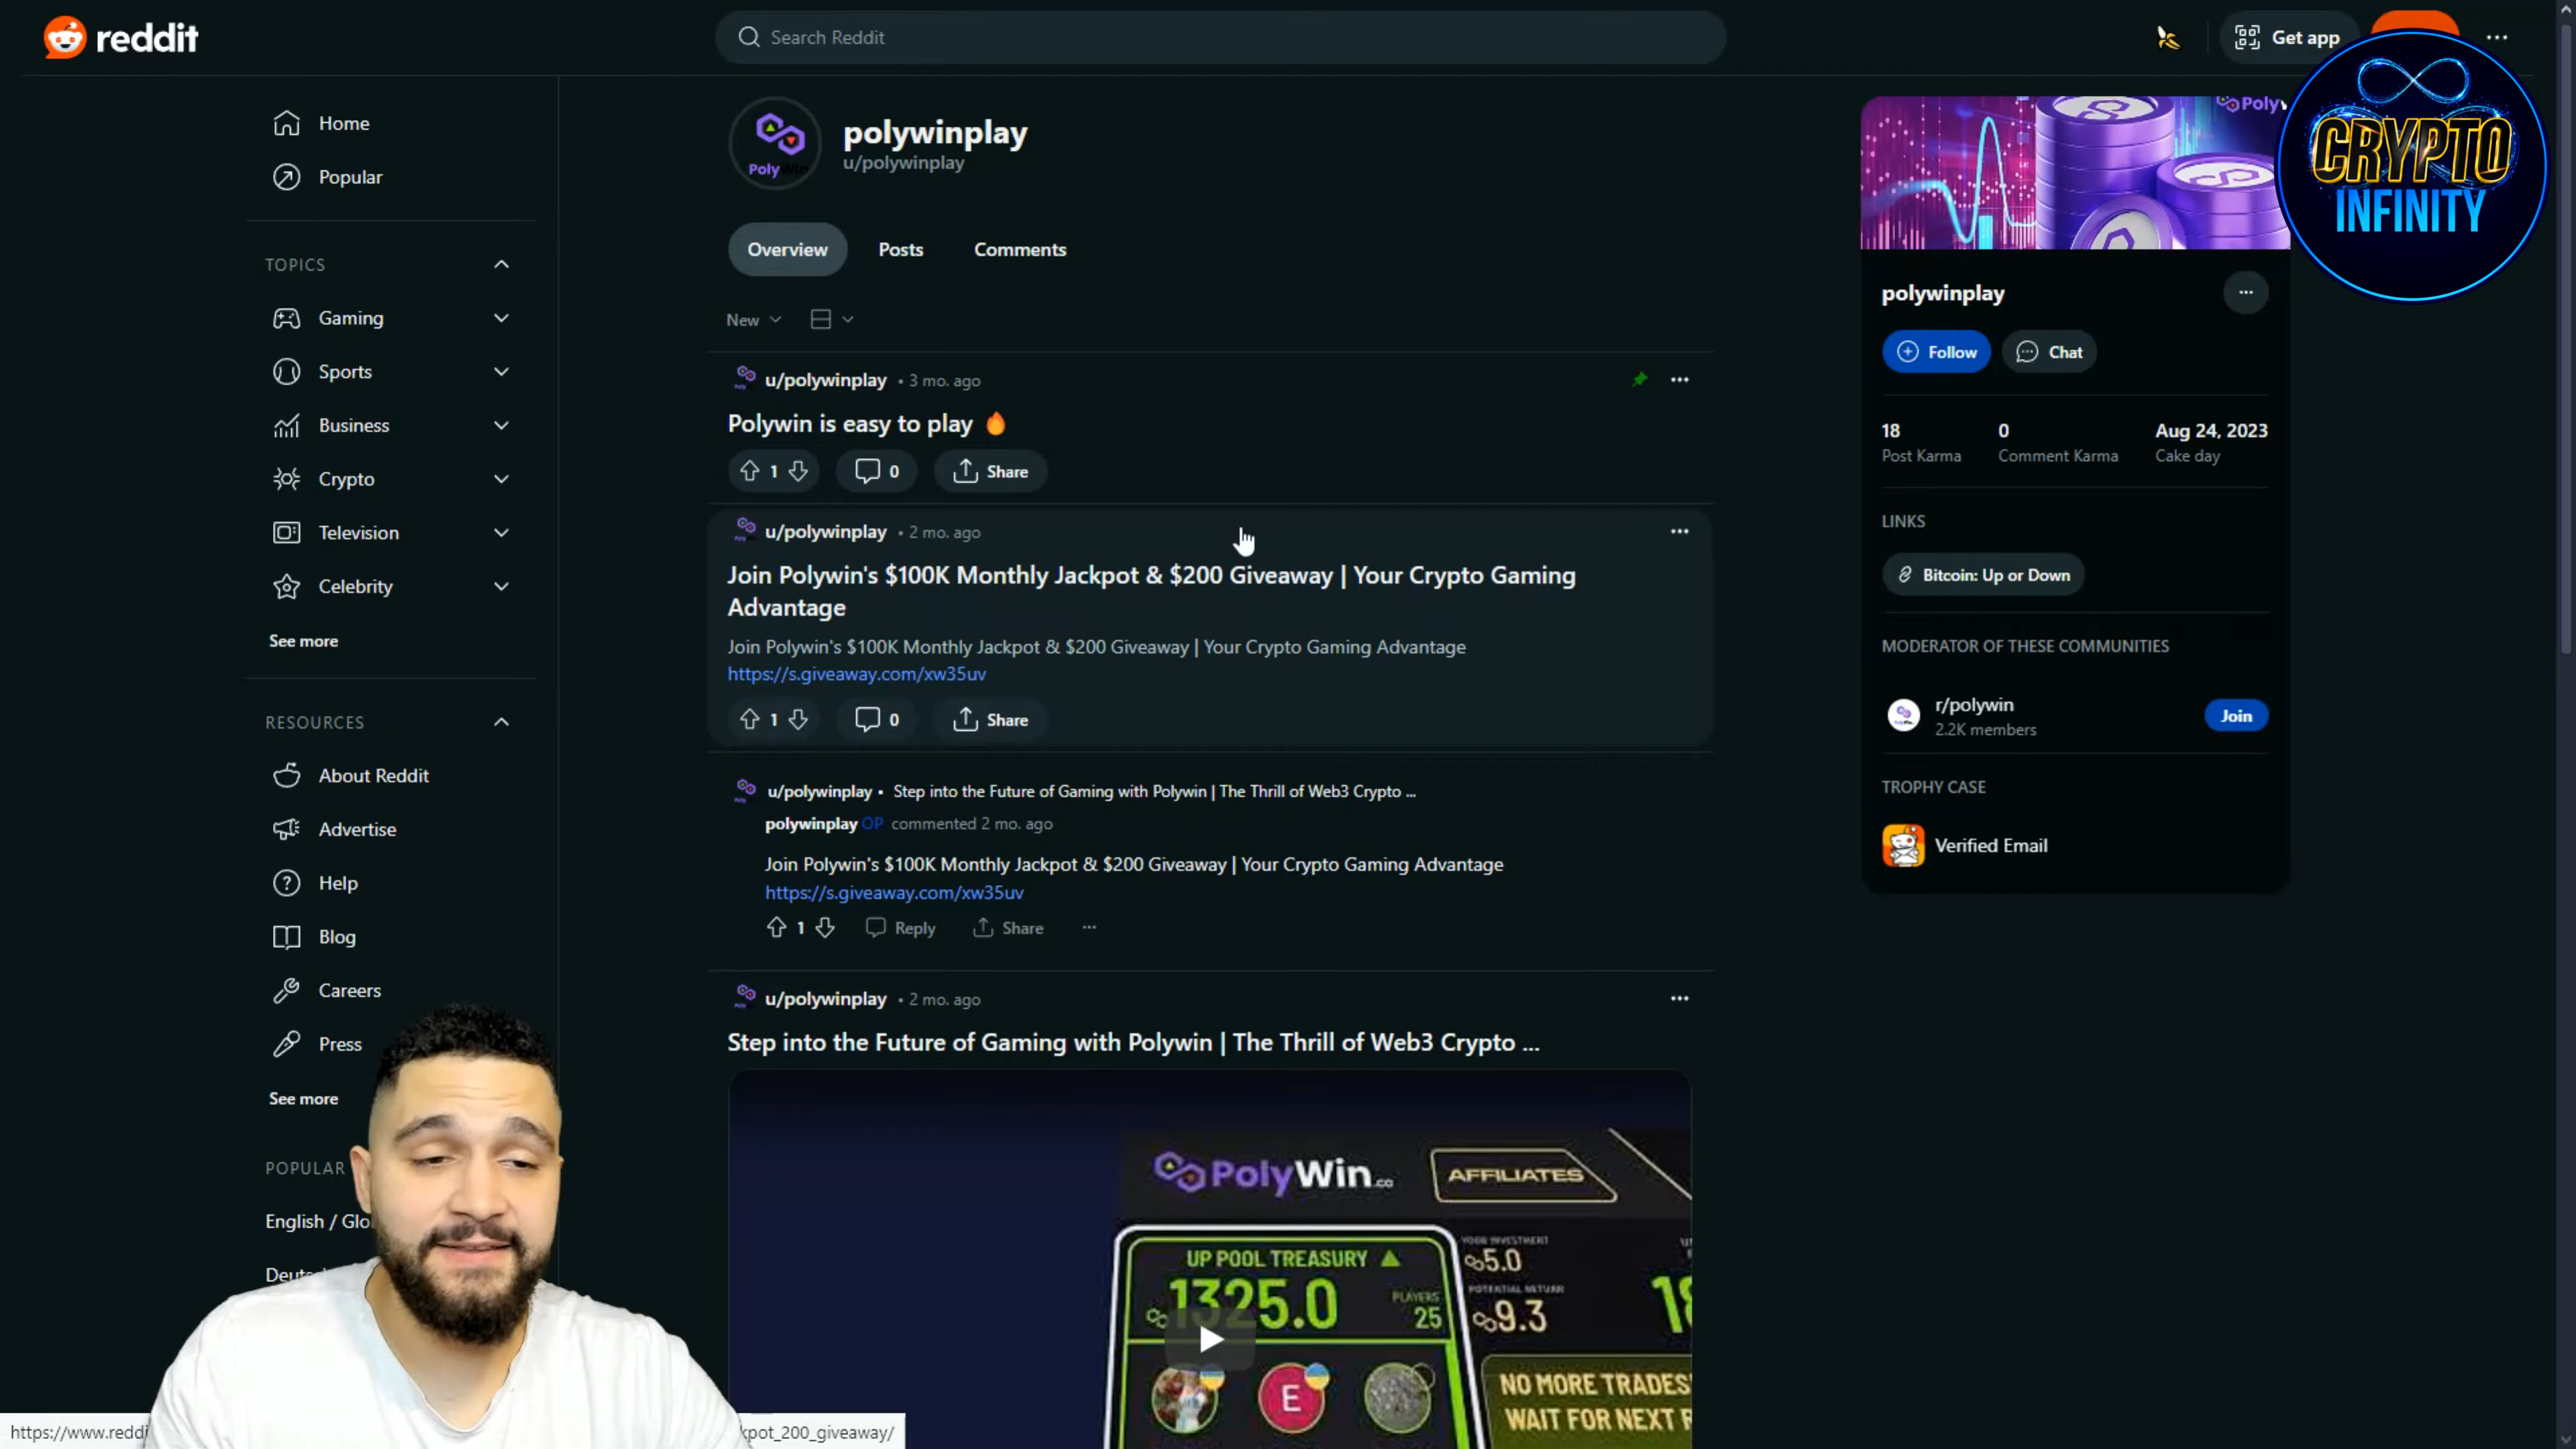 reddit
Search Reddit
Get app
CRYPTO
INFINITY
Home
Popular
TOPICS
Gaming
Sports
Business
Crypto
Television
Celebrity
See more
RESOURCES
About Reddit
Advertise
Help
Blog
Careers
Press
See more
POPULAR
English / Glo
https://www.reddi
kpot_200_giveaway/
Poly
polywinplay
u/polywinplay
Overview Posts Comments
New
u/polywinplay • 3 mo. ago
Polywin is easy to play 🔥
1 0 Share
u/polywinplay • 2 mo. ago
Join Polywin's $100K Monthly Jackpot & $200 Giveaway | Your Crypto Gaming
Advantage
Join Polywin's $100K Monthly Jackpot & $200 Giveaway | Your Crypto Gaming Advantage
https://s.giveaway.com/xw35uv
1 0 Share
u/polywinplay • Step into the Future of Gaming with Polywin | The Thrill of Web3 Crypto ...
polywinplay OP commented 2 mo. ago
Join Polywin's $100K Monthly Jackpot & $200 Giveaway | Your Crypto Gaming Advantage
https://s.giveaway.com/xw35uv
1 Reply Share
u/polywinplay • 2 mo. ago
Step into the Future of Gaming with Polywin | The Thrill of Web3 Crypto ...
PolyWin.co
AFFILIATES
UP POOL TREASURY
1325.0
PLAYERS
25
E
YOUR INVESTMENT
5.0
POTENTIAL RETURN
9.3
NO MORE TRADES
WAIT FOR NEXT
Poly
polywinplay
Follow Chat
18 0 Aug 24, 2023
Post Karma Comment Karma Cake day
LINKS
Bitcoin: Up or Down
MODERATOR OF THESE COMMUNITIES
r/polywin
2.2K members
Join
TROPHY CASE
Verified Email